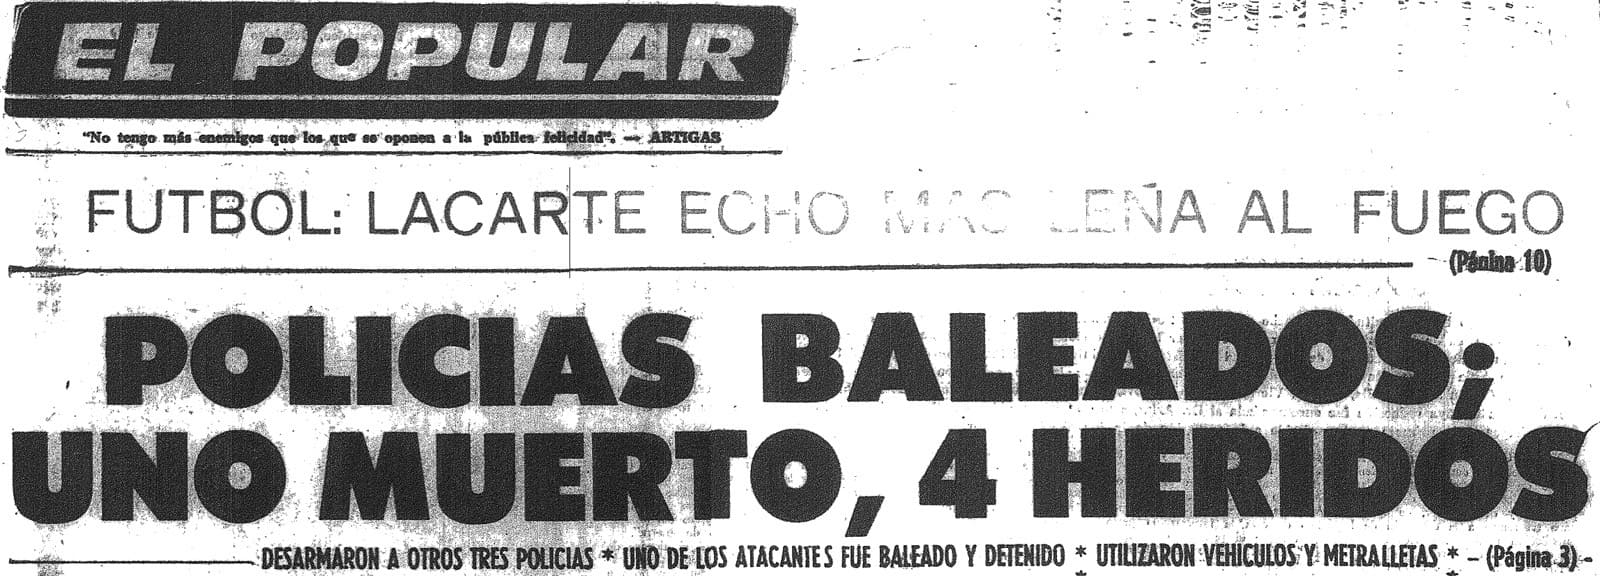 EL POPULAR
"No tengo más enemigos que los que se oponen a la pública felicidad". — ARTIGAS
FUTBOL: LACARTE ECHO MAS LEÑA AL FUEGO
(Página 10)
POLICIAS BALEADOS;
UNO MUERTO, 4 HERIDOS
DESARMARON A OTROS TRES POLICIAS * UNO DE LOS ATACANTES FUE BALEADO Y DETENIDO * UTILIZARON VEHICULOS Y METRALLETAS * - (Página 3) -